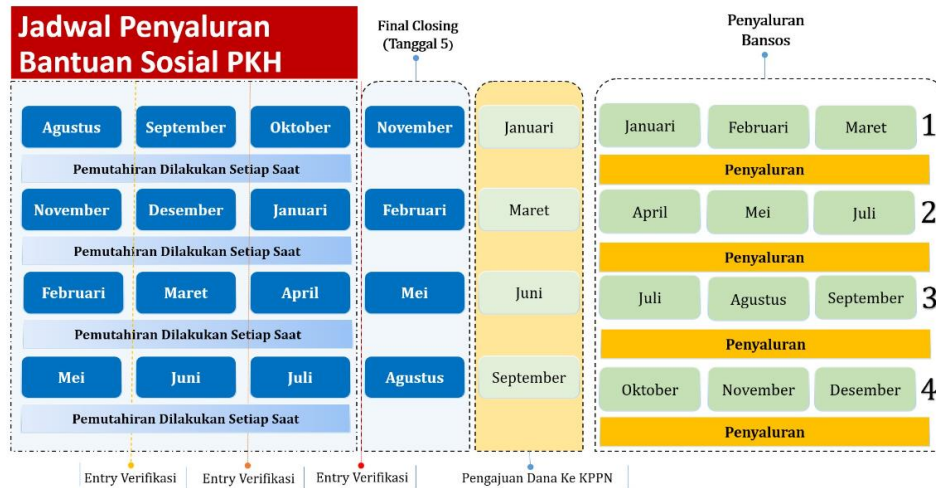 Jadwal Penyaluran
Bantuan Sosial PKH
Final Closing
(Tanggal 5)
Penyaluran
Bansos
Agustus September Oktober November Januari Januari Februari Maret 1
Pemutahiran Dilakukan Setiap Saat Penyaluran
November Desember Januari Februari Maret April Mei Juli 2
Pemutahiran Dilakukan Setiap Saat Penyaluran
Februari Maret April Mei Juni Juli Agustus September 3
Pemutahiran Dilakukan Setiap Saat Penyaluran
Mei Juni Juli Agustus September Oktober November Desember 4
Pemutahiran Dilakukan Setiap Saat Penyaluran
Entry Verifikasi Entry Verifikasi Entry Verifikasi Pengajuan Dana Ke KPPN